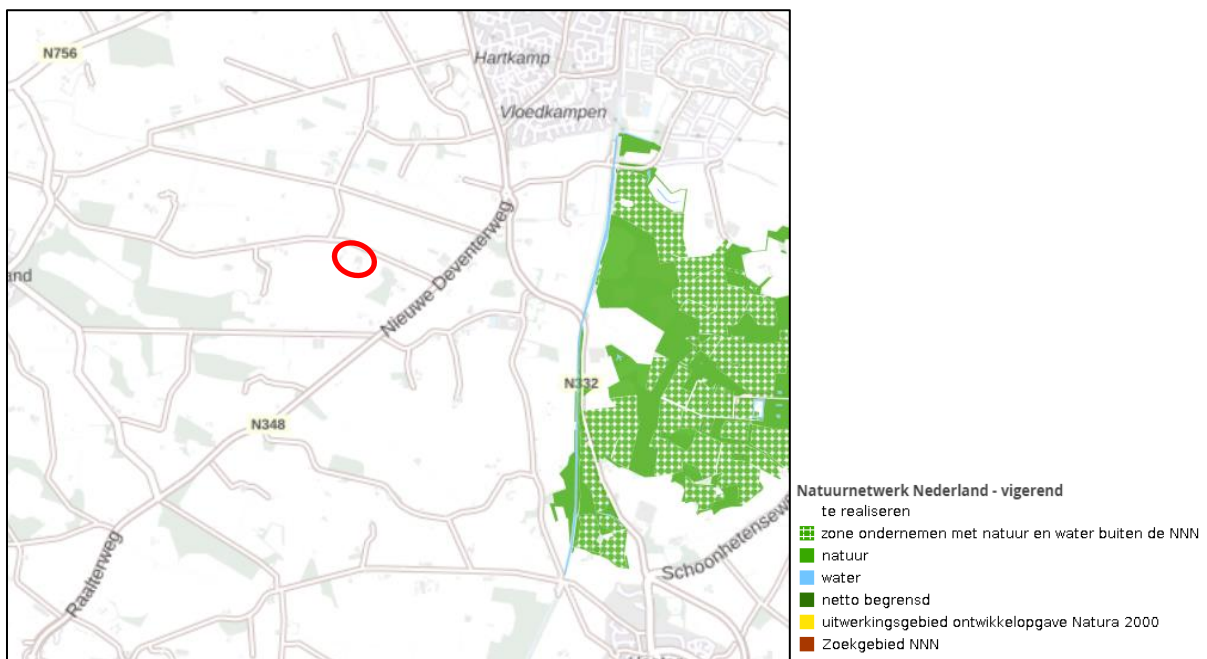 N756
Hartkamp
Vloedkampen
Nieuwe Deventerweg
and
N332
N348
Raalterweg
Schoonhetensewe
Natuurnetwerk Nederland - vigerend
te realiseren
zone ondernemen met natuur en water buiten de NNN
natuur
water
netto begrensd
uitwerkingsgebied ontwikkelopgave Natura 2000
Zoekgebied NNN